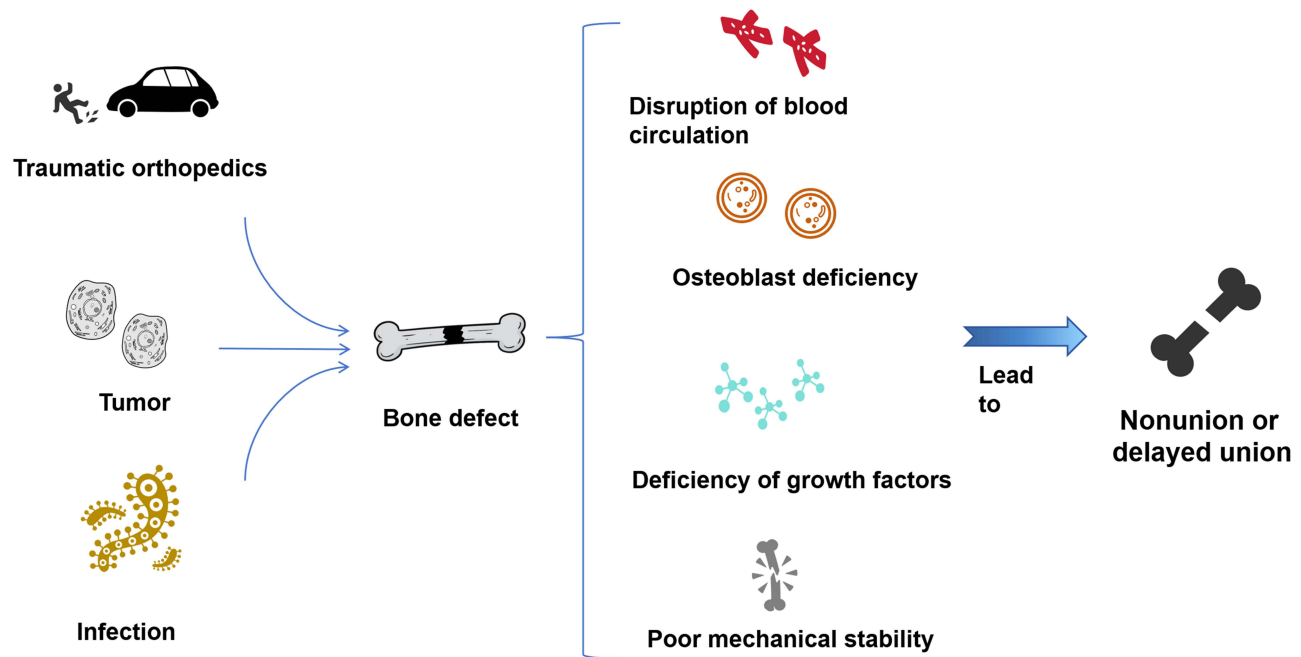 Traumatic orthopedics
Tumor
Infection
Bone defect
Disruption of blood
circulation
Osteoblast deficiency
Deficiency of growth factors
Poor mechanical stability
Lead
to
Nonunion or
delayed union